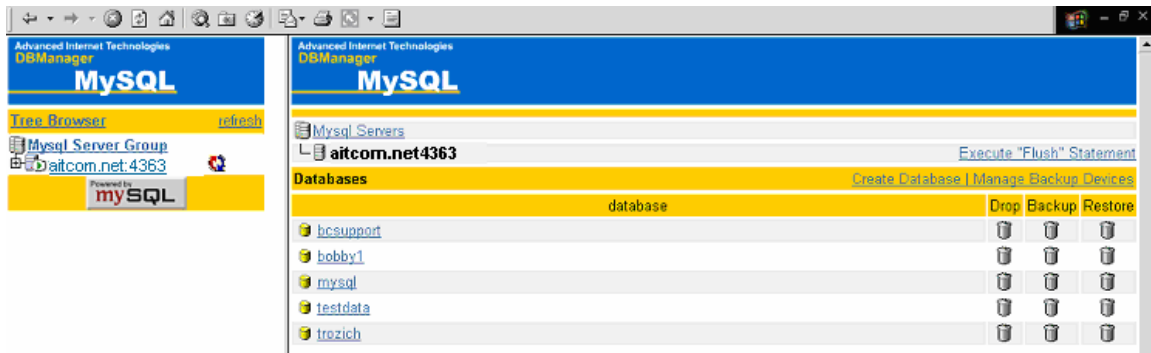 Advanced Internet Technologies
DBManager
MySQL
Tree Browser refresh
Mysql Server Group
aitcom.net:4363
Powered by
mySQL
Advanced Internet Technologies
DBManager
MySQL
Mysql Servers
aitcom.net4363
Execute "Flush" Statement
Databases Create Database | Manage Backup Devices
database Drop Backup Restore
bcsupport
bobby1
mysql
testdata
trozich